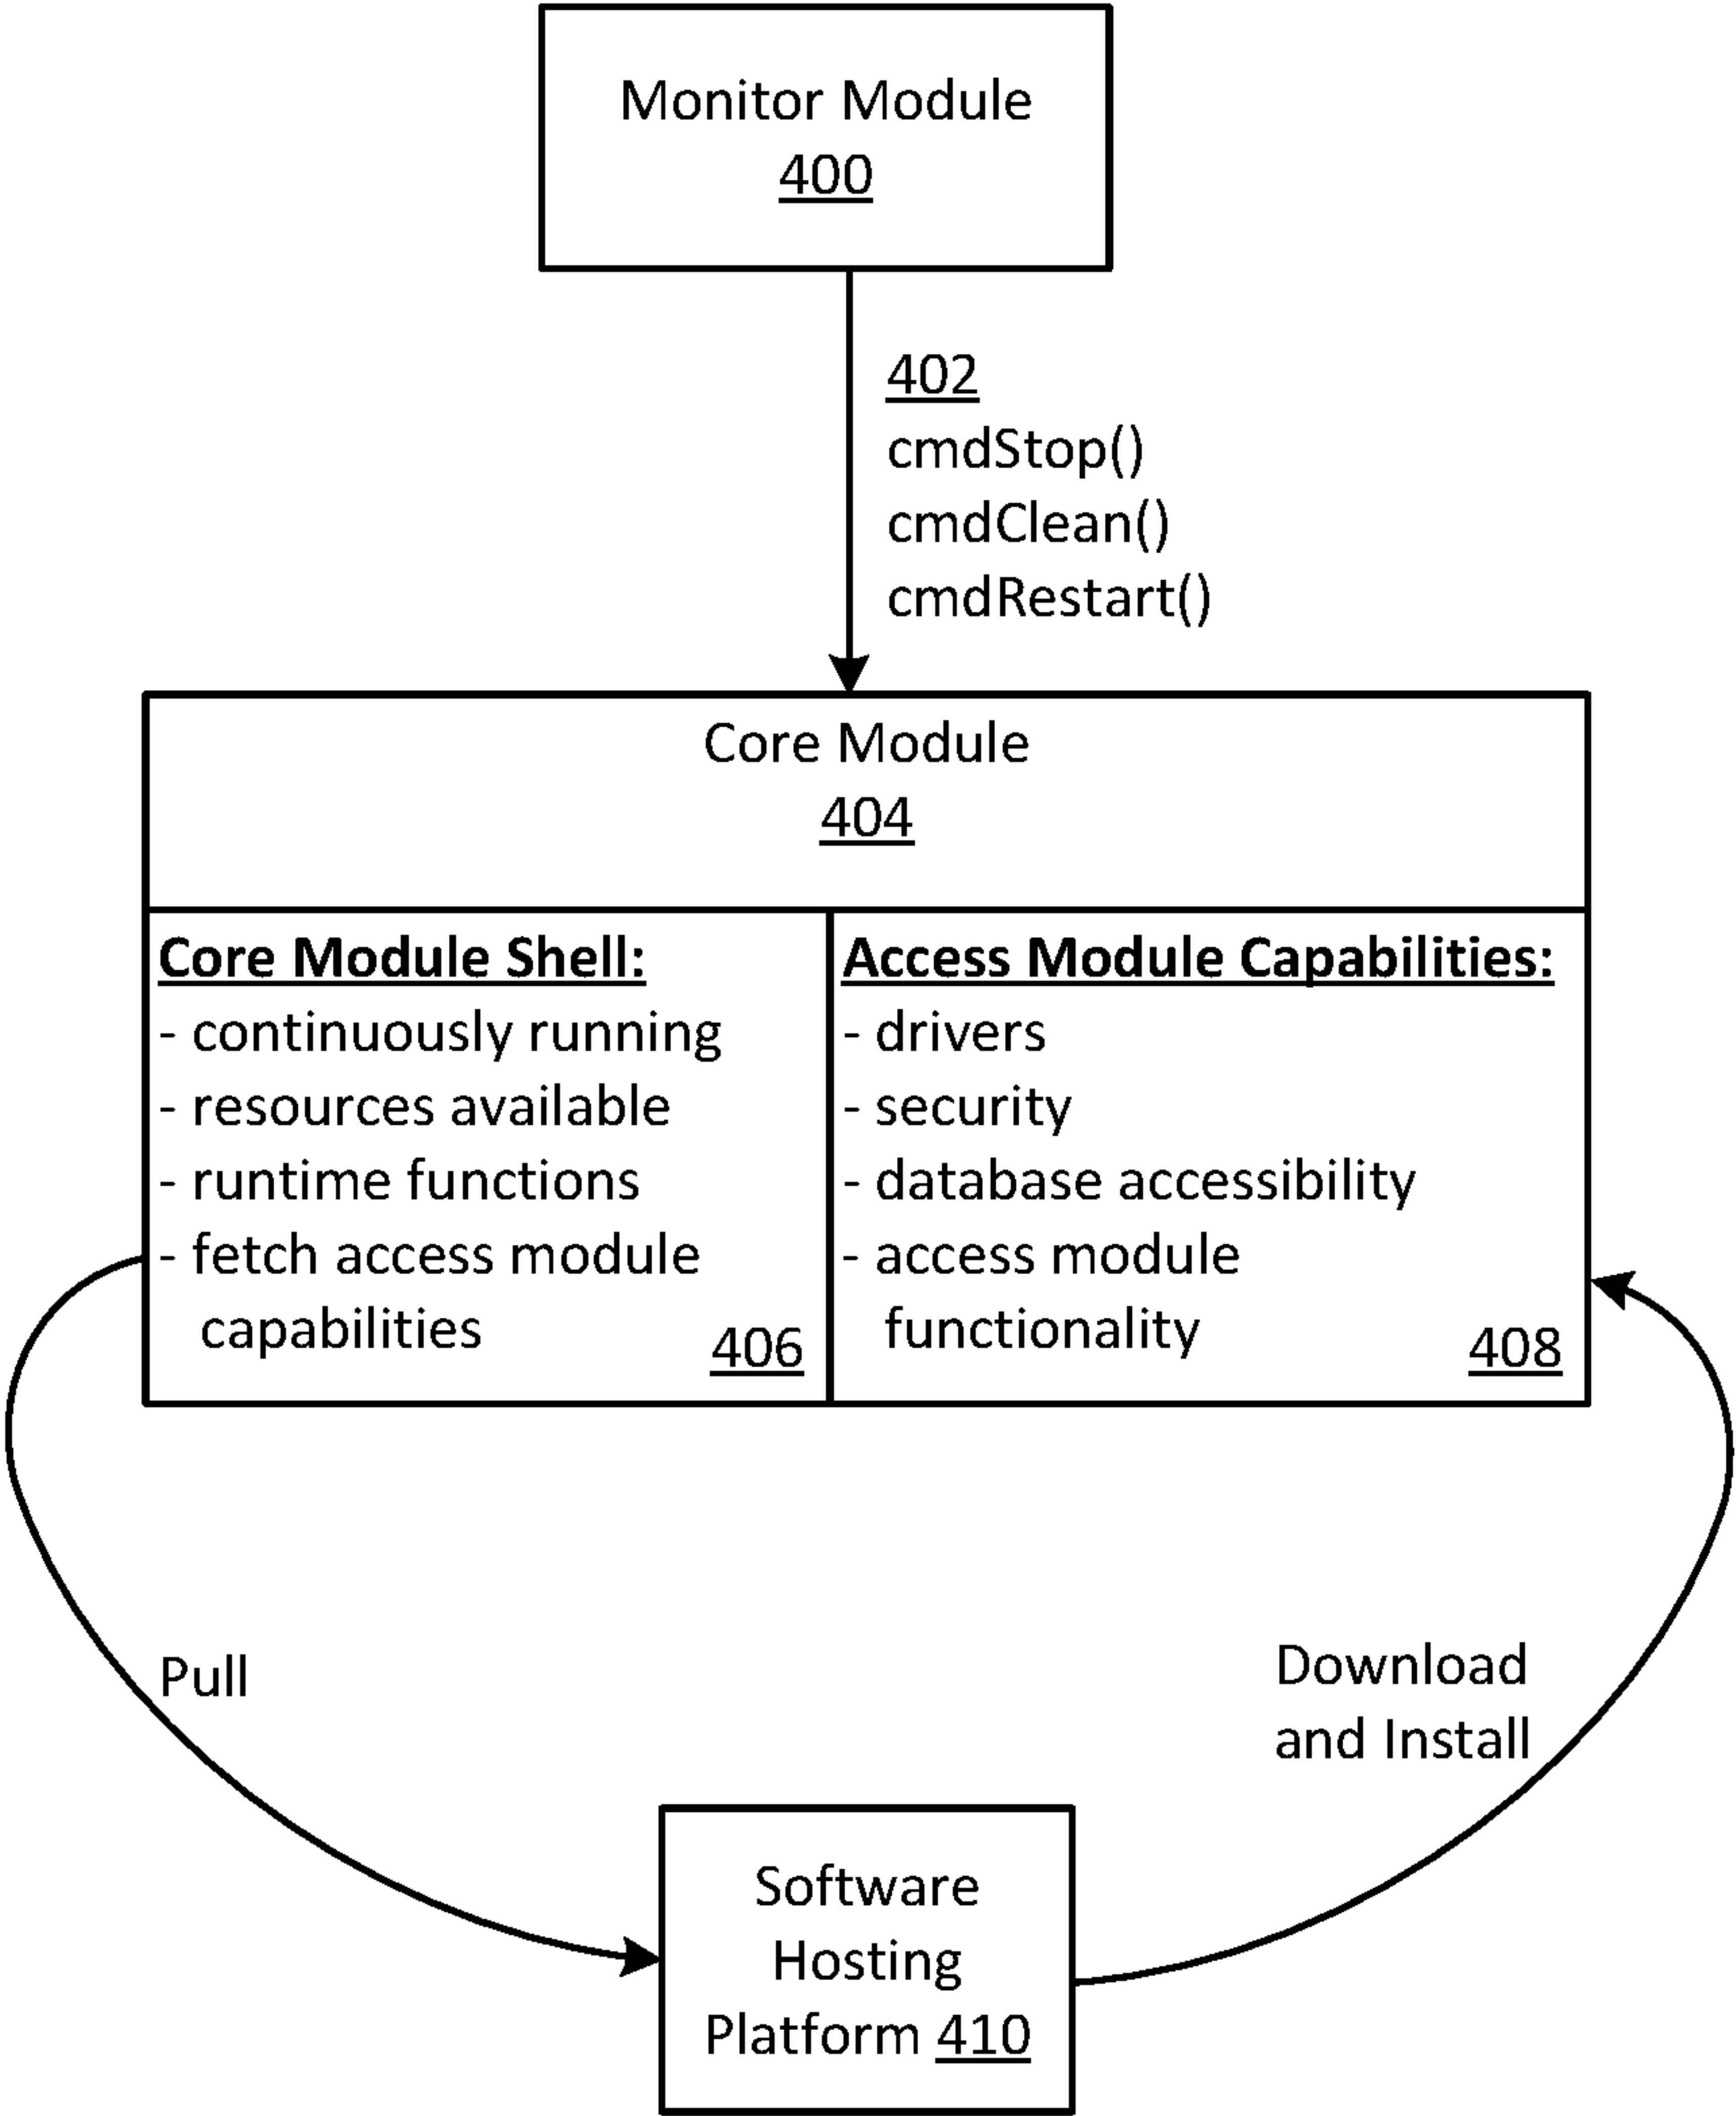 Monitor Module
400
402
cmdStop()
cmdClean()
cmdRestart()
Core Module
404
Core Module Shell:
- continuously running
- resources available
- runtime functions
- fetch access module
capabilities
406
Access Module Capabilities:
- drivers
- security
- database accessibility
- access module
functionality
408
Pull
Download
and Install
Software
Hosting
Platform 410